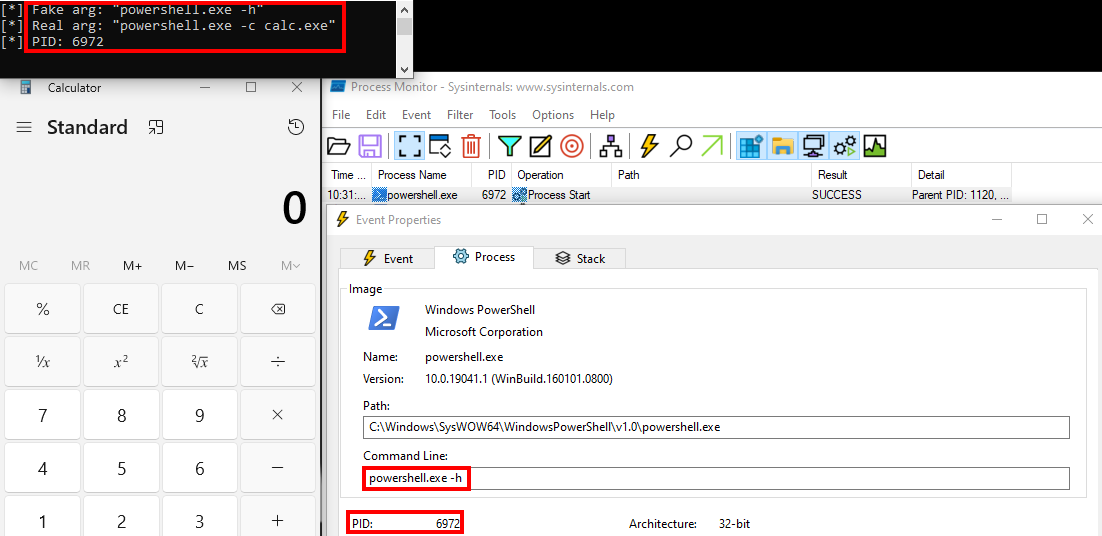 [*] Fake arg: "powershell.exe -h"
[*] Real arg: "powershell.exe -c calc.exe"
[*] PID: 6972
Calculator
Standard
0
MC MR M+ M− MS M
% CE C
¹/x x² ²√x ÷
7 8 9 ×
4 5 6 −
1 2 3 +
Process Monitor - Sysinternals: www.sysinternals.com
File Edit Event Filter Tools Options Help
Time ... Process Name PID Operation Path Result Detail
10:31:... powershell.exe 6972 Process Start SUCCESS Parent PID: 1120, ...
Event Properties
Event Process Stack
Image
Windows PowerShell
Microsoft Corporation
Name: powershell.exe
Version: 10.0.19041.1 (WinBuild.160101.0800)
Path:
C:\Windows\SysWOW64\WindowsPowerShell\v1.0\powershell.exe
Command Line:
powershell.exe -h
PID: 6972 Architecture: 32-bit